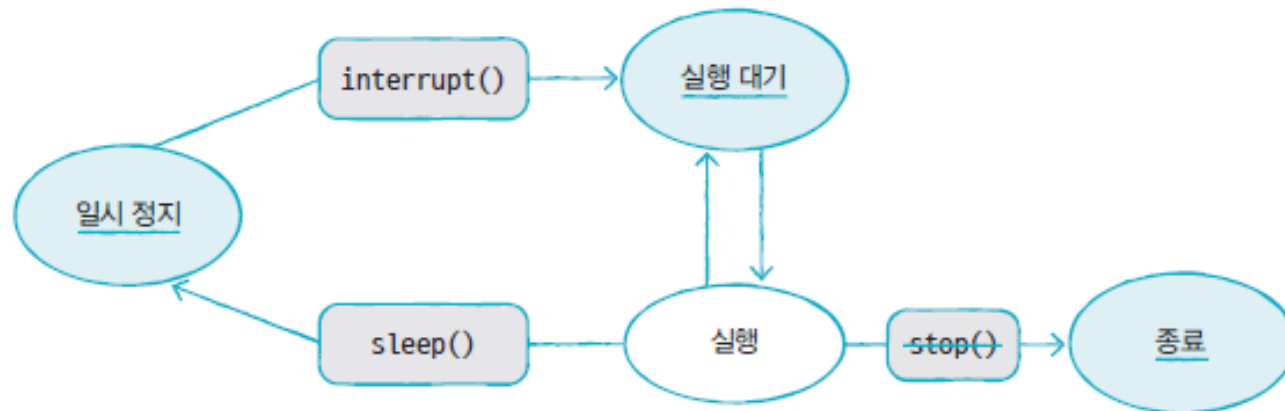 interrupt()
실행 대기
일시 정지
sleep()
실행
stop()
종료